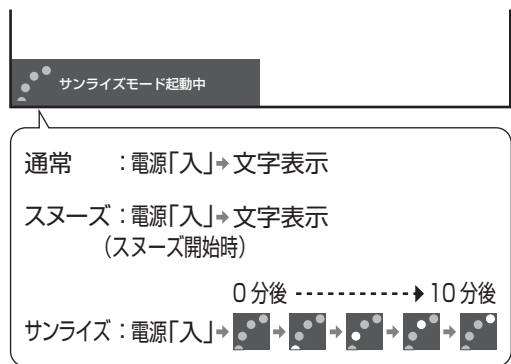 サンライズモード起動中
通常　：電源「入」➔文字表示
スヌーズ：電源「入」➔文字表示
（スヌーズ開始時）
0分後 ----------➔ 10分後
サンライズ：電源「入」➔ ➔ ➔ ➔ ➔